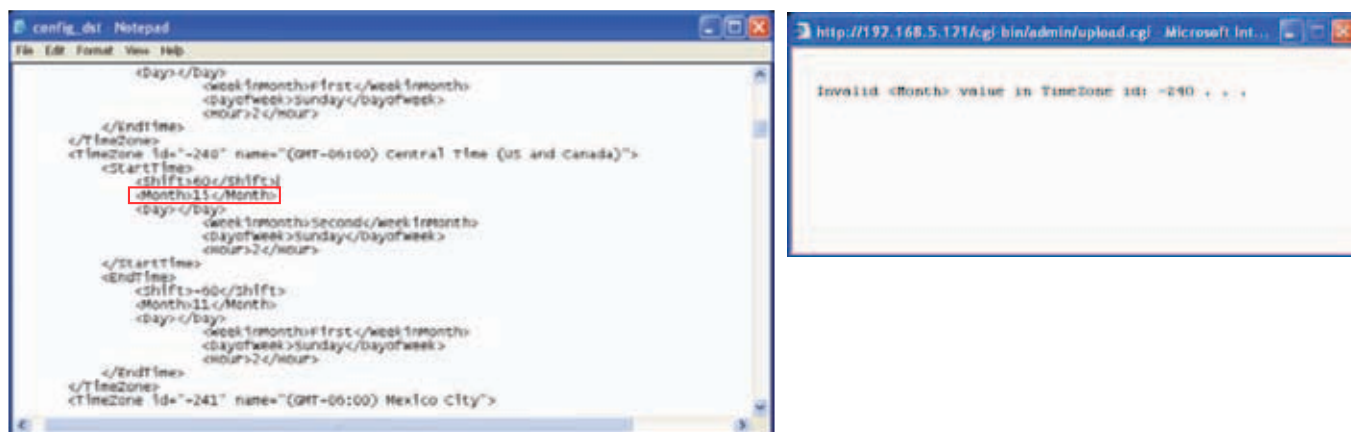 config_dst - Notepad
File Edit Format View Help
<Day></Day>
<WeekInMonth>First</WeekInMonth>
<DayofWeek>Sunday</DayofWeek>
<Hour>2</Hour>
</EndTime>
</TimeZone>
<TimeZone id="-240" name="(GMT-06:00) Central Time (US and Canada)">
<StartTime>
<Shift>60</Shift>
<Month>15</Month>
<Day></Day>
<WeekInMonth>Second</WeekInMonth>
<DayofWeek>Sunday</DayofWeek>
<Hour>2</Hour>
</StartTime>
<EndTime>
<Shift>-60</Shift>
<Month>11</Month>
<Day></Day>
<WeekInMonth>First</WeekInMonth>
<DayofWeek>Sunday</DayofWeek>
<Hour>2</Hour>
</EndTime>
</TimeZone>
<TimeZone id="-241" name="(GMT-06:00) Mexico City">
http://192.168.5.171/cgi-bin/admin/upload.cgi - Microsoft Int...
Invalid <Month> value in TimeZone id: -240 . . .